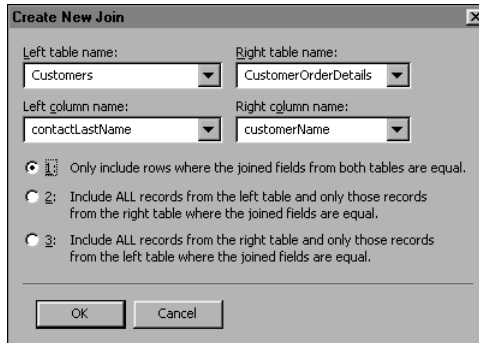 Create New Join
Left table name: Right table name:
Customers CustomerOrderDetails
Left column name: Right column name:
contactLastName customerName
1: Only include rows where the joined fields from both tables are equal.
2: Include ALL records from the left table and only those records
from the right table where the joined fields are equal.
3: Include ALL records from the right table and only those records
from the left table where the joined fields are equal.
OK Cancel